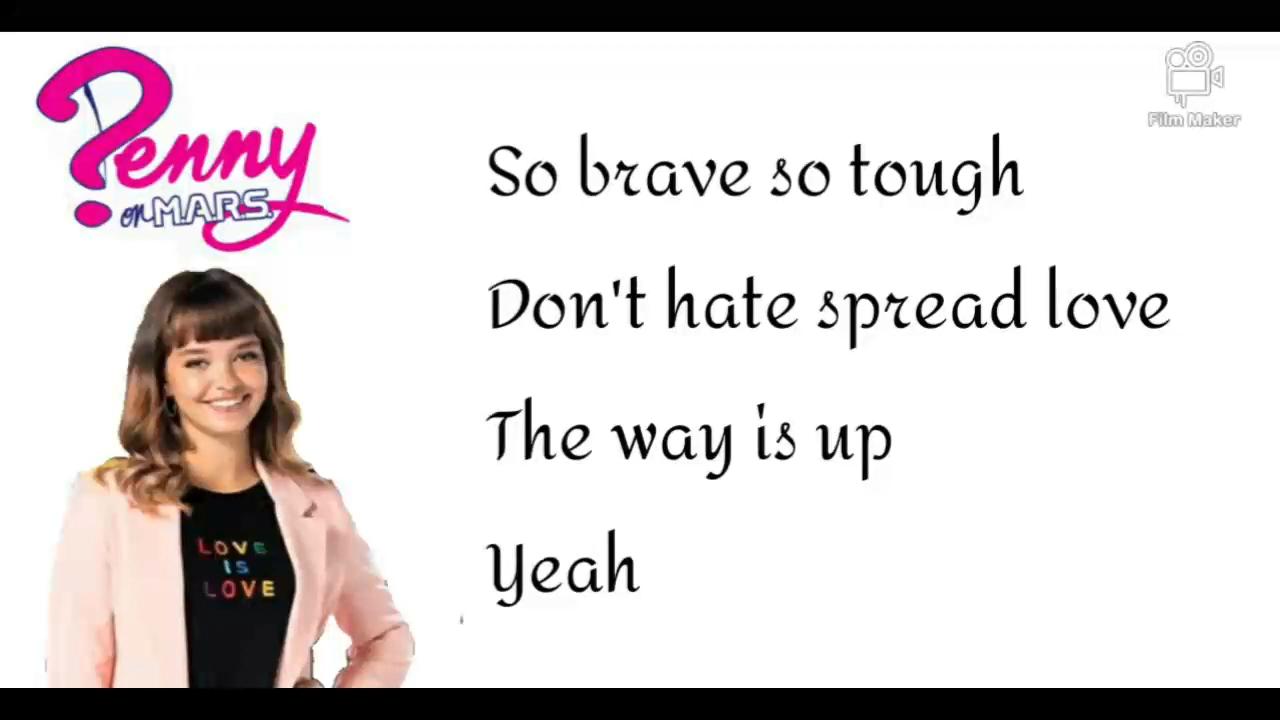 Penny
on M.A.R.S.
Film Maker
So brave so tough
Don't hate spread love
The way is up
Yeah
LOVE
IS
LOVE